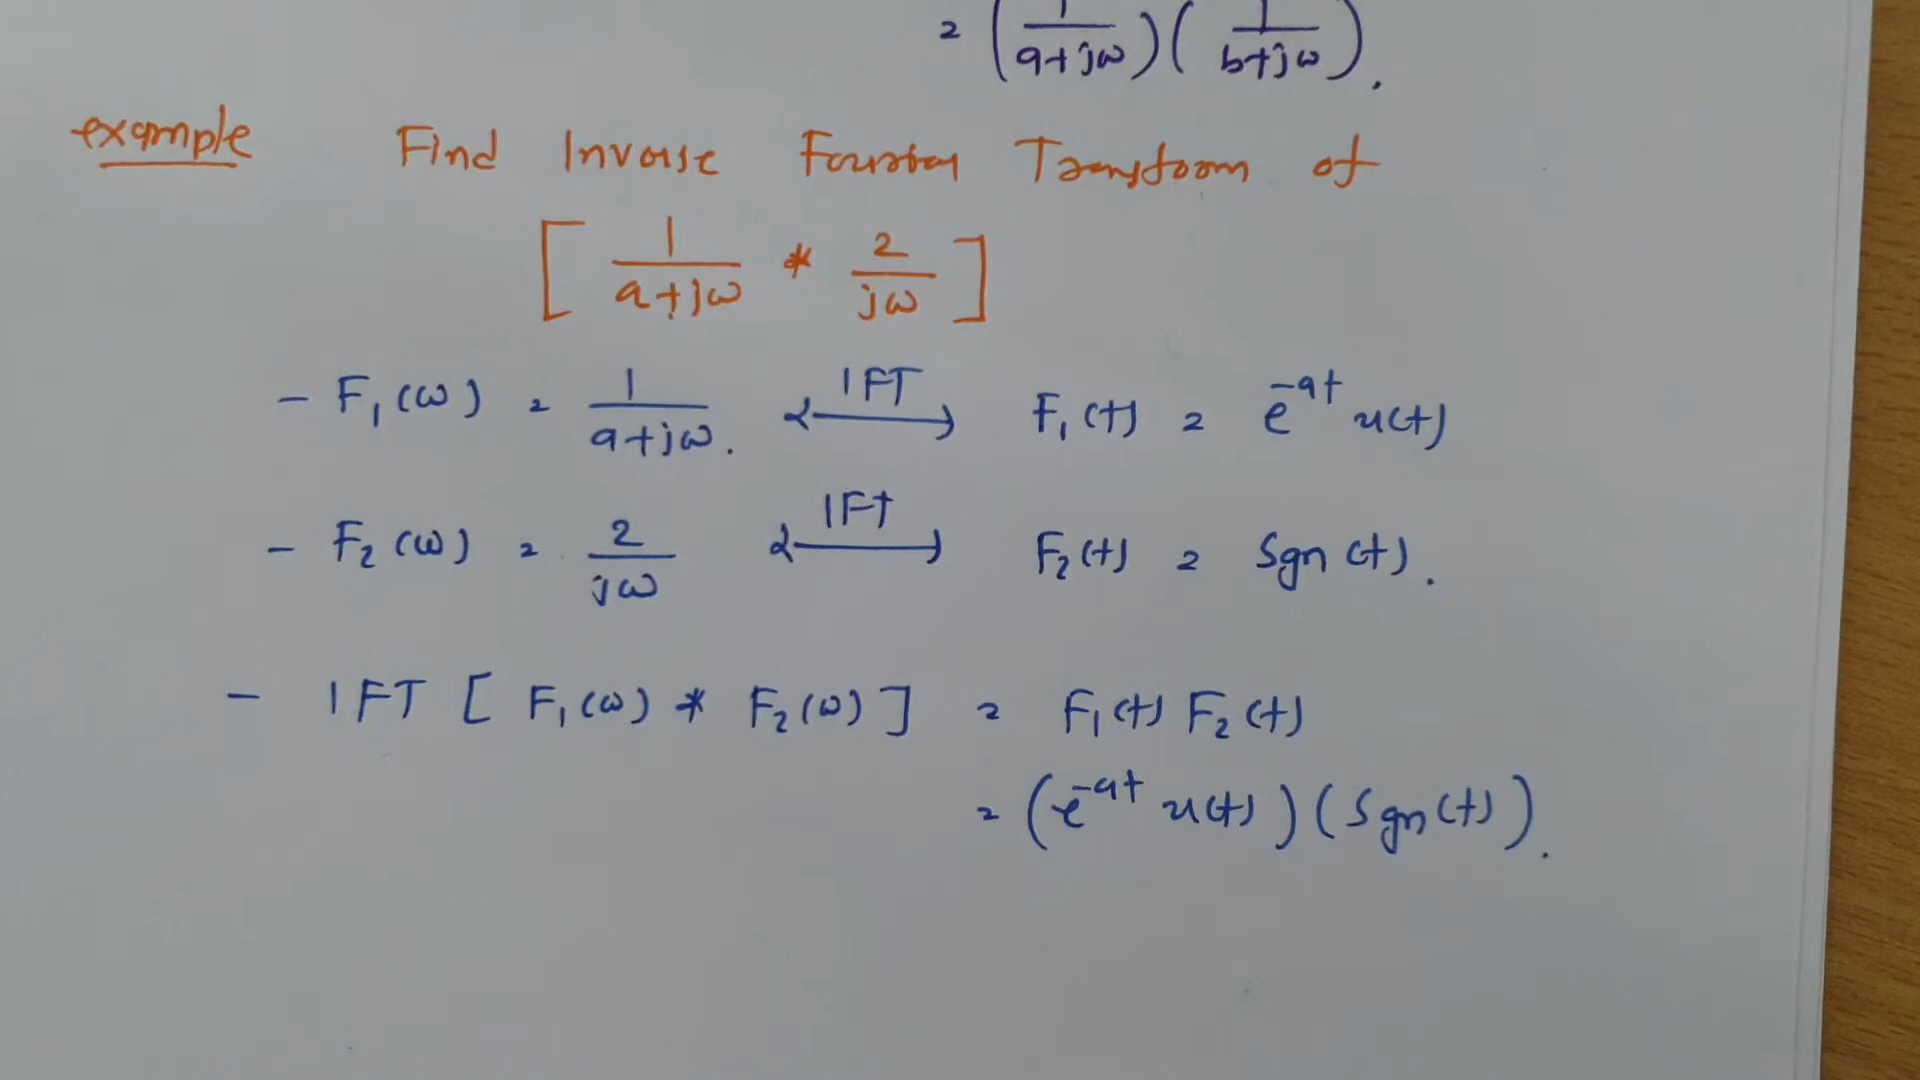 = (1/(a+jω)) (1/(b+jω)).
example Find Inverse Fourier Transform of
[ 1/(a+jω) * 2/(jω) ]
- F₁(ω) = 1/(a+jω). ⟷ IFT F₁(t) = e^(-at) u(t)
- F₂(ω) = 2/(jω) ⟷ IFT F₂(t) = Sgn(t).
- IFT [ F₁(ω) * F₂(ω) ] = F₁(t) F₂(t)
= (e^(-at) u(t)) (Sgn(t)).